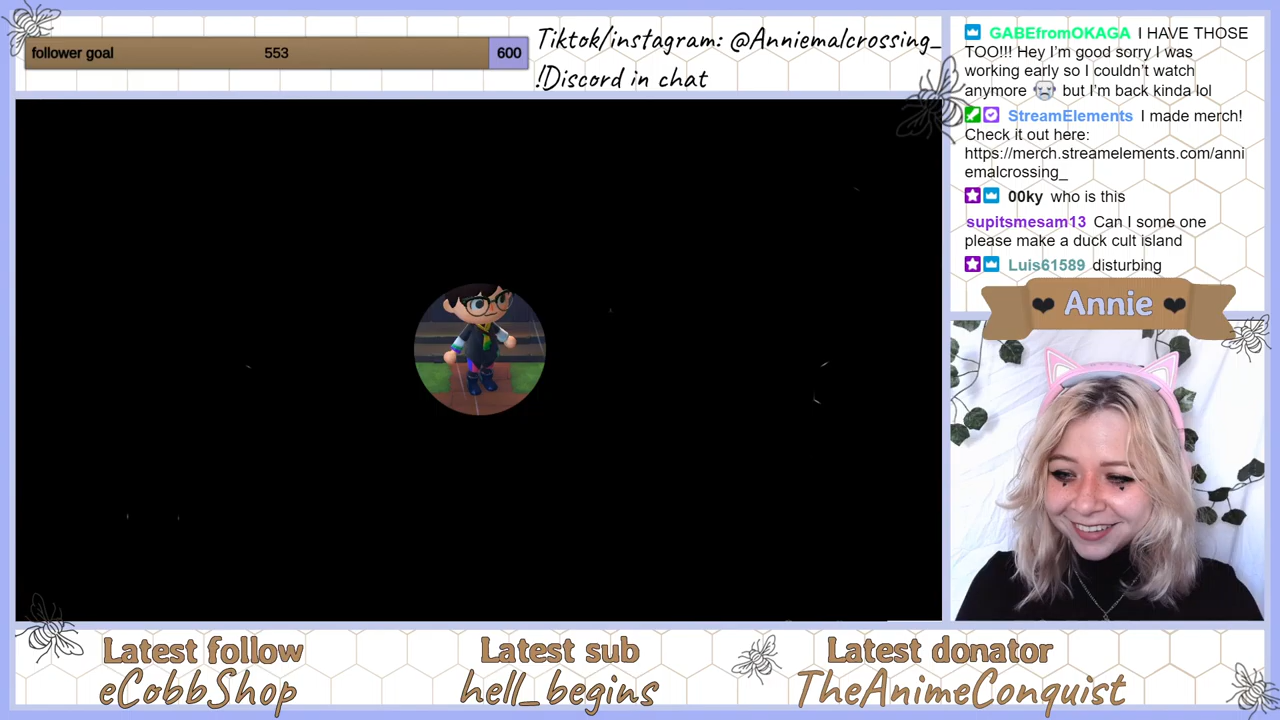 follower goal 553 600
Tiktok/instagram: @Anniemalcrossing_
!Discord in chat
GABEfromOKAGA I HAVE THOSE
TOO!!! Hey I'm good sorry I was
working early so I couldn't watch
anymore but I'm back kinda lol
StreamElements I made merch!
Check it out here:
https://merch.streamelements.com/anni
emalcrossing_
00ky who is this
supitsmesam13 Can I some one
please make a duck cult island
Luis61589 disturbing
Annie
Latest follow
eCobbShop
Latest sub
hell_begins
Latest donator
TheAnimeConquist